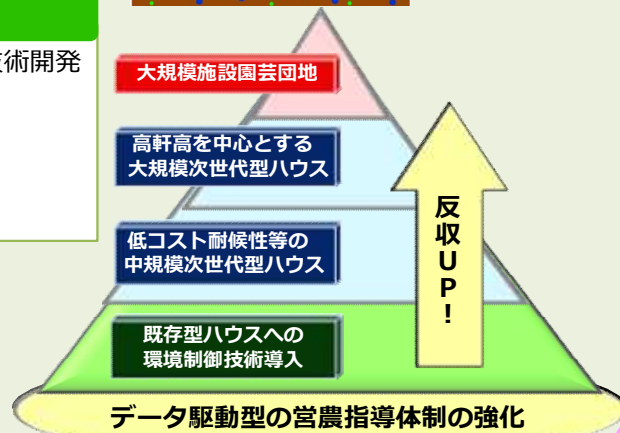 術開発
大規模施設園芸団地
高軒高を中心とする
大規模次世代型ハウス
低コスト耐候性等の
中規模次世代型ハウス
既存型ハウスへの
環境制御技術導入
反収UP!
データ駆動型の営農指導体制の強化